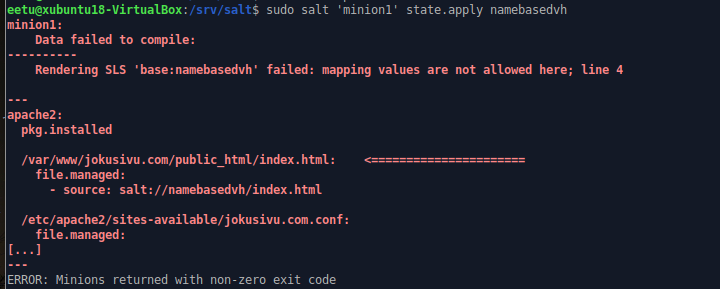 eetu@xubuntu18-VirtualBox:/srv/salt$ sudo salt 'minion1' state.apply namebasedvh
minion1:
    Data failed to compile:
----------
    Rendering SLS 'base:namebasedvh' failed: mapping values are not allowed here; line 4

---
apache2:
  pkg.installed

  /var/www/jokusivu.com/public_html/index.html:    <======================
    file.managed:
      - source: salt://namebasedvh/index.html

  /etc/apache2/sites-available/jokusivu.com.conf:
    file.managed:
[...]
---
ERROR: Minions returned with non-zero exit code